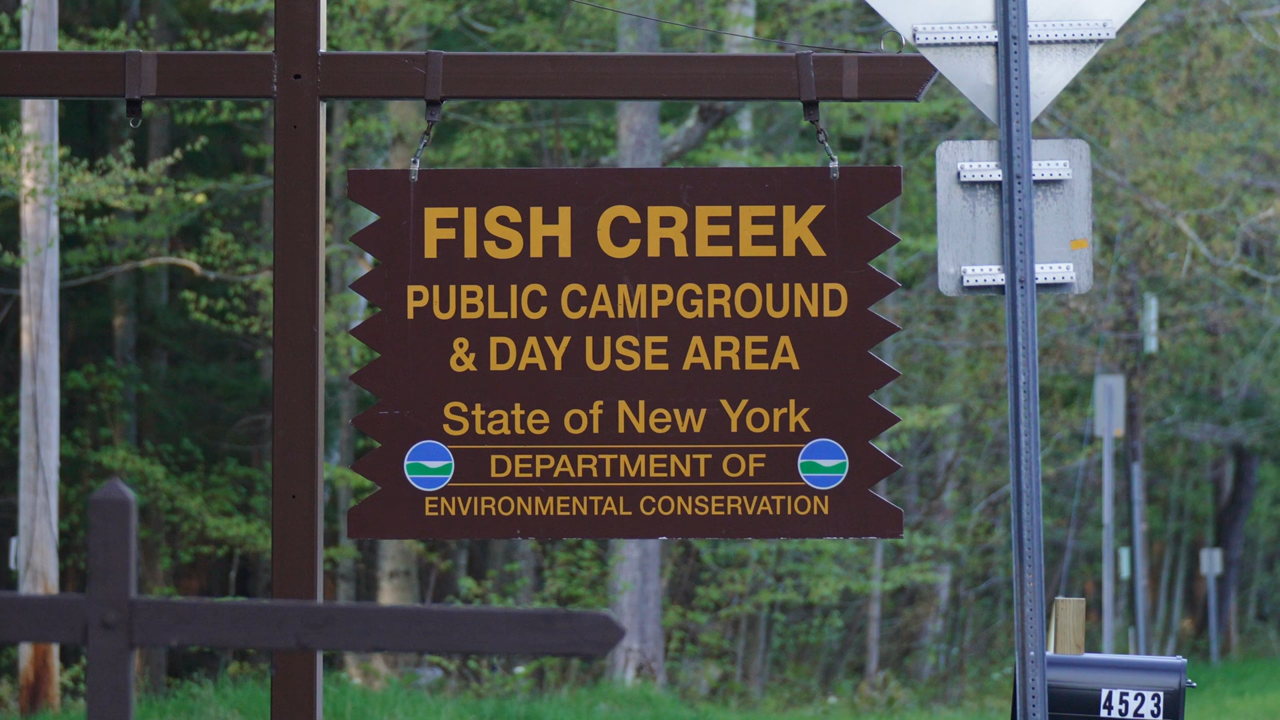 FISH CREEK
PUBLIC CAMPGROUND
& DAY USE AREA
State of New York
DEPARTMENT OF
ENVIRONMENTAL CONSERVATION
4523